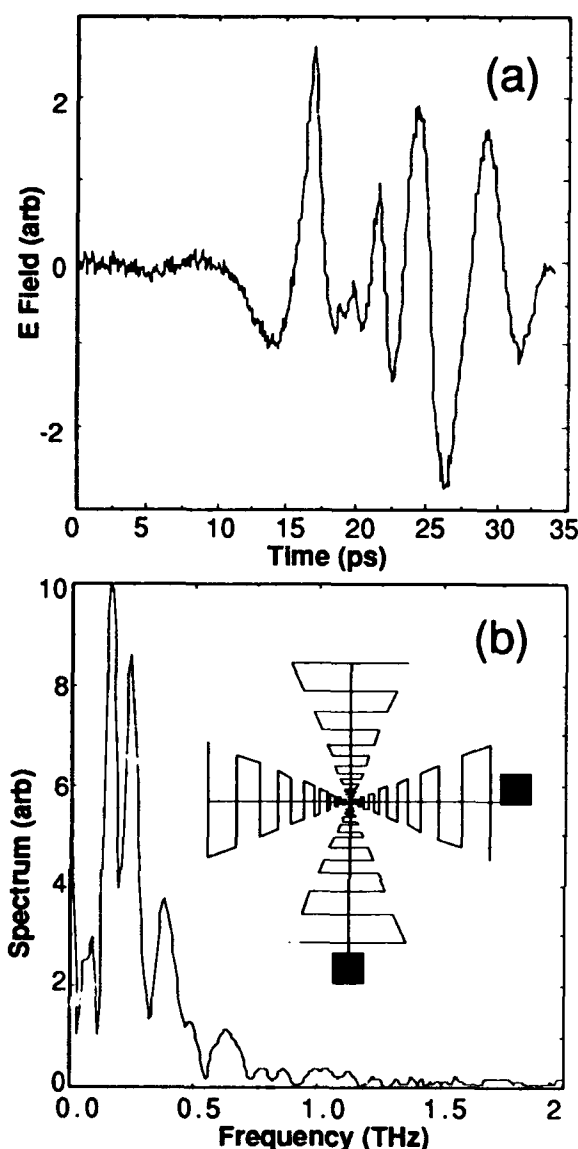 (a)
2
0
-2
E Field (arb)
0 5 10 15 20 25 30 35
Time (ps)
(b)
10
8
6
4
2
0
Spectrum (arb)
0.0 0.5 1.0 1.5 2
Frequency (THz)